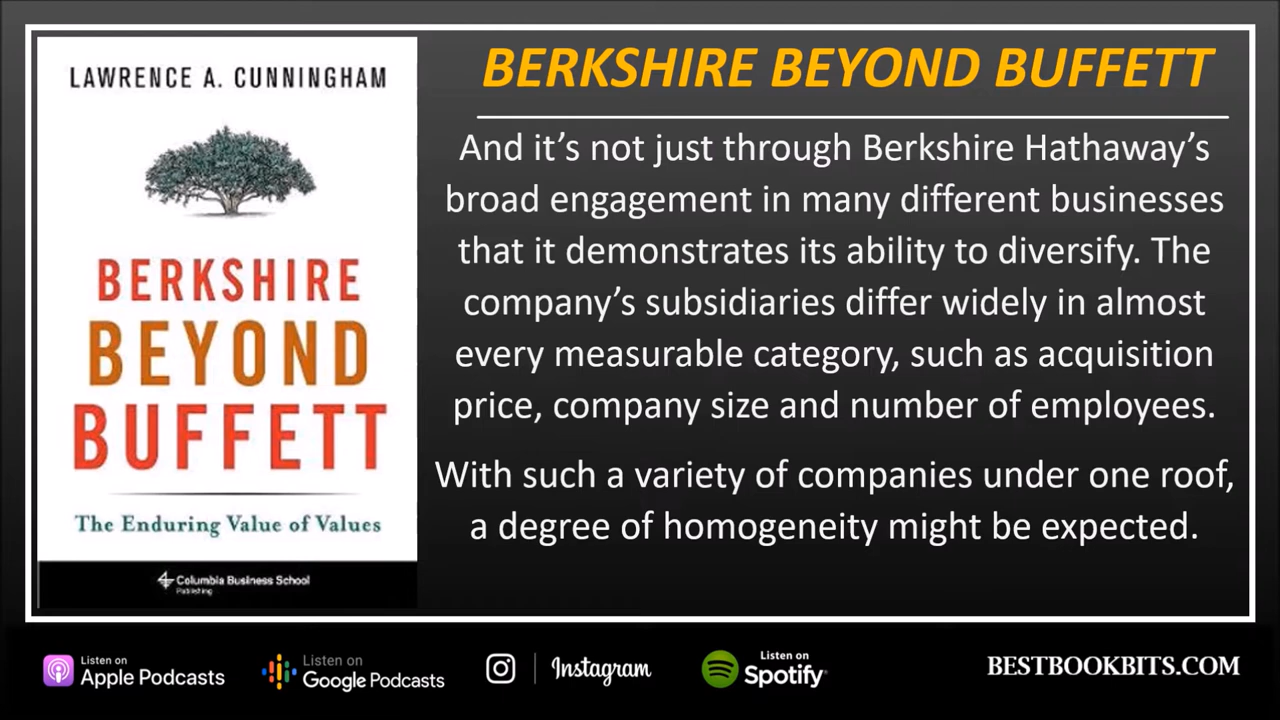 LAWRENCE A. CUNNINGHAM
BERKSHIRE
BEYOND
BUFFETT
The Enduring Value of Values
Columbia Business School
Publishing
BERKSHIRE BEYOND BUFFETT
And it’s not just through Berkshire Hathaway’s
broad engagement in many different businesses
that it demonstrates its ability to diversify. The
company’s subsidiaries differ widely in almost
every measurable category, such as acquisition
price, company size and number of employees.
With such a variety of companies under one roof,
a degree of homogeneity might be expected.
Listen on
Apple Podcasts
Listen on
Google Podcasts
Instagram
Listen on
Spotify
BESTBOOKBITS.COM